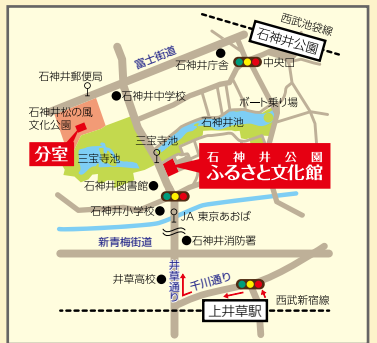 西武池袋線
石神井公園
富士街道
石神井庁舎
中央口
石神井郵便局
石神井中学校
ボート乗り場
石神井松の風
文化公園
石神井池
三宝寺池
分室
三宝寺池
石神井公園
ふるさと文化館
石神井図書館
石神井小学校
JA 東京あおば
新青梅街道
石神井消防署
井草通り
井草高校
千川通り
上井草駅
西武新宿線